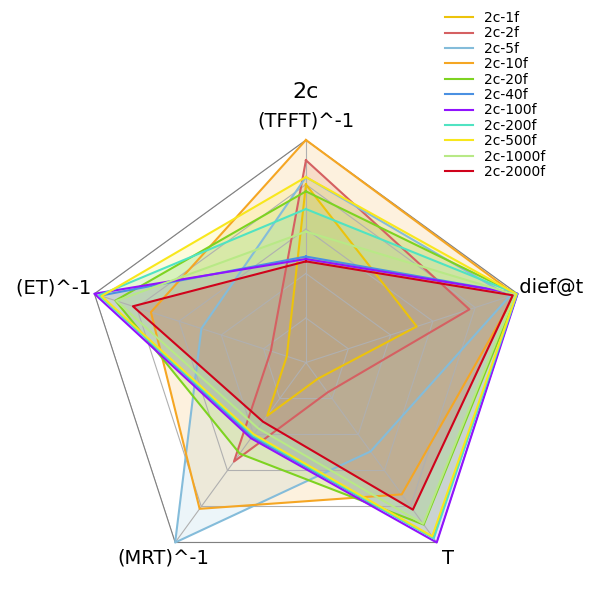 2c-1f
2c-2f
2c-5f
2c-10f
2c-20f
2c-40f
2c-100f
2c-200f
2c-500f
2c-1000f
2c-2000f
2c
(TFFT)^-1
(ET)^-1
dief@t
(MRT)^-1
T